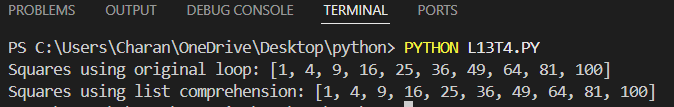 PROBLEMS OUTPUT DEBUG CONSOLE TERMINAL PORTS
PS C:\Users\Charan\OneDrive\Desktop\python> PYTHON L13T4.PY
Squares using original loop: [1, 4, 9, 16, 25, 36, 49, 64, 81, 100]
Squares using list comprehension: [1, 4, 9, 16, 25, 36, 49, 64, 81, 100]